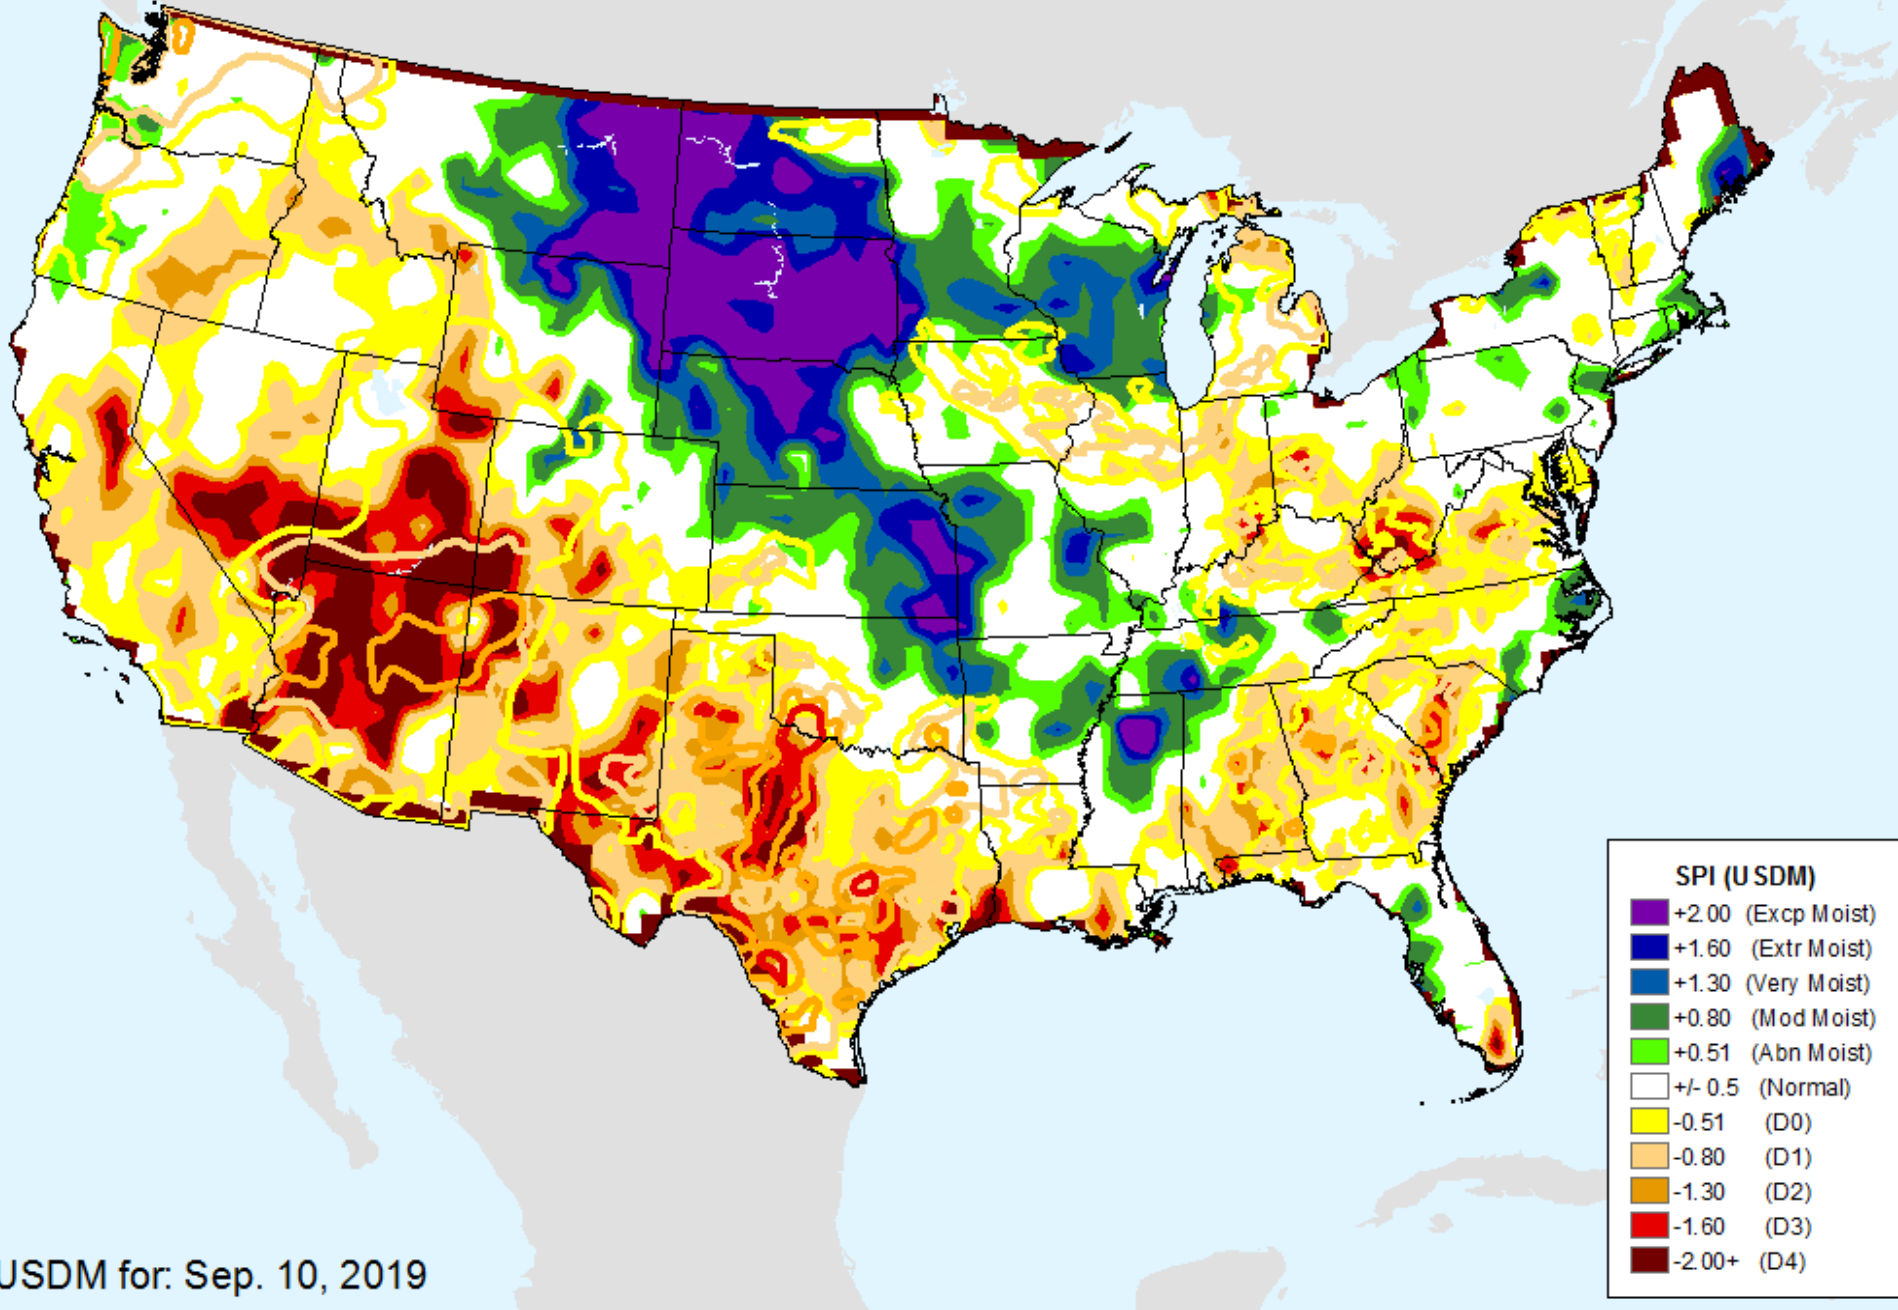 SPI (USDM)
+2.00 (Excp Moist)
+1.60 (Extr Moist)
+1.30 (Very Moist)
+0.80 (Mod Moist)
+0.51 (Abn Moist)
+/- 0.5 (Normal)
-0.51 (D0)
-0.80 (D1)
-1.30 (D2)
-1.60 (D3)
-2.00+ (D4)
USDM for: Sep. 10, 2019